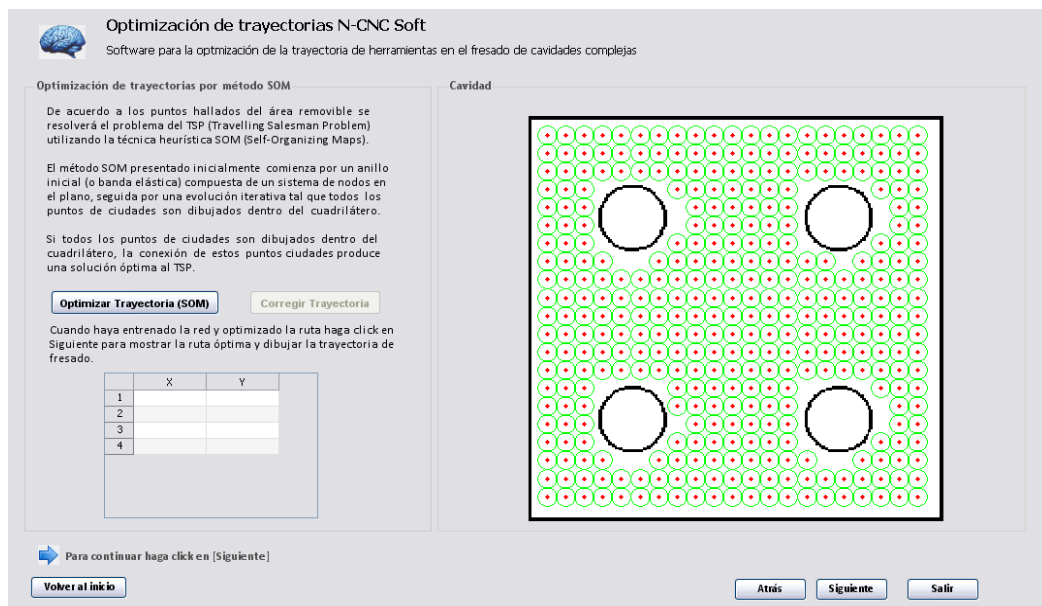 Optimización de trayectorias N-CNC Soft
Software para la optmización de la trayectoria de herramientas en el fresado de cavidades complejas
Optimización de trayectorias por método SOM
De acuerdo a los puntos hallados del área removible se
resolverá el problema del TSP (Travelling Salesman Problem)
utilizando la técnica heurística SOM (Self-Organizing Maps).
El método SOM presentado inicialmente comienza por un anillo
inicial (o banda elástica) compuesta de un sistema de nodos en
el plano, seguida por una evolución iterativa tal que todos los
puntos de ciudades son dibujados dentro del cuadrilátero.
Si todos los puntos de ciudades son dibujados dentro del
cuadrilátero, la conexión de estos puntos ciudades produce
una solución óptima al TSP.
Optimizar Trayectoria (SOM)
Corregir Trayectoria
Cuando haya entrenado la red y optimizado la ruta haga click en
Siguiente para mostrar la ruta óptima y dibujar la trayectoria de
fresado.
X Y
1
2
3
4
Cavidad
Para continuar haga click en [Siguiente]
Volver al inicio
Atrás
Siguiente
Salir